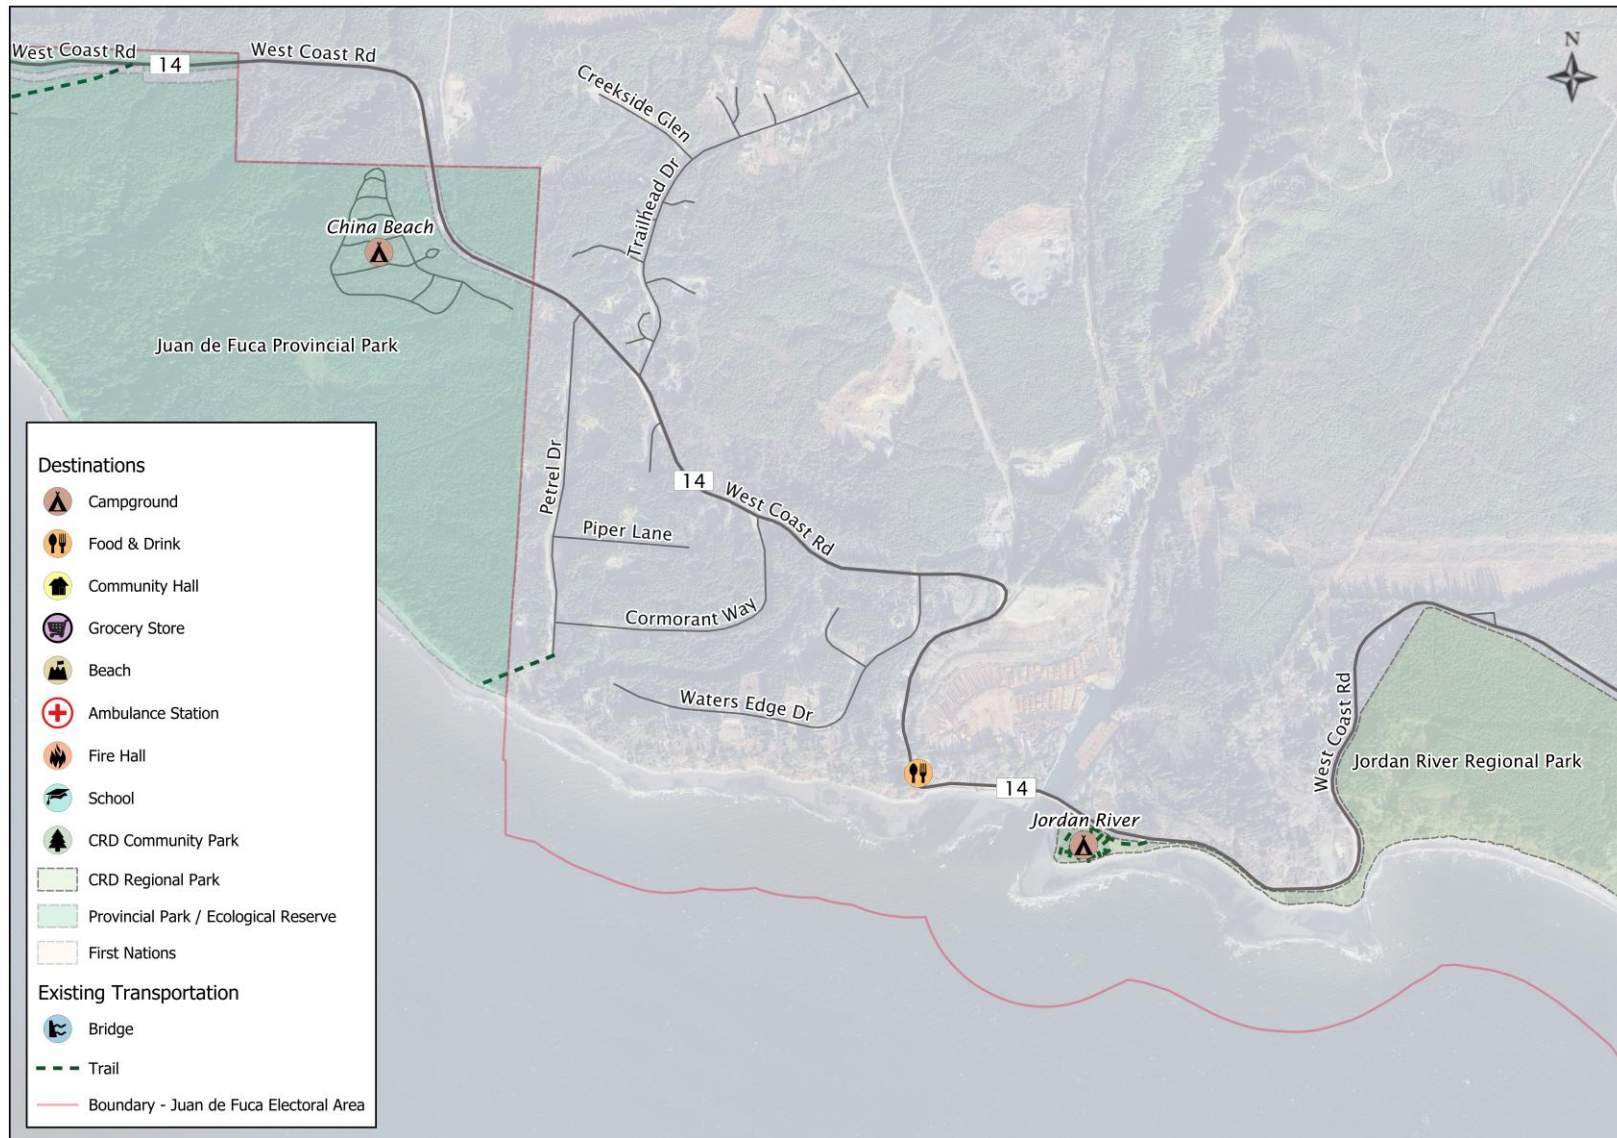 West Coast Rd
14
West Coast Rd
N
Creekside Glen
Trailhead Dr
China Beach
Juan de Fuca Provincial Park
Petrel Dr
14
West Coast Rd
Piper Lane
Cormorant Way
Waters Edge Dr
West Coast Rd
Jordan River Regional Park
14
Jordan River
Destinations
Campground
Food & Drink
Community Hall
Grocery Store
Beach
Ambulance Station
Fire Hall
School
CRD Community Park
CRD Regional Park
Provincial Park / Ecological Reserve
First Nations
Existing Transportation
Bridge
Trail
Boundary - Juan de Fuca Electoral Area